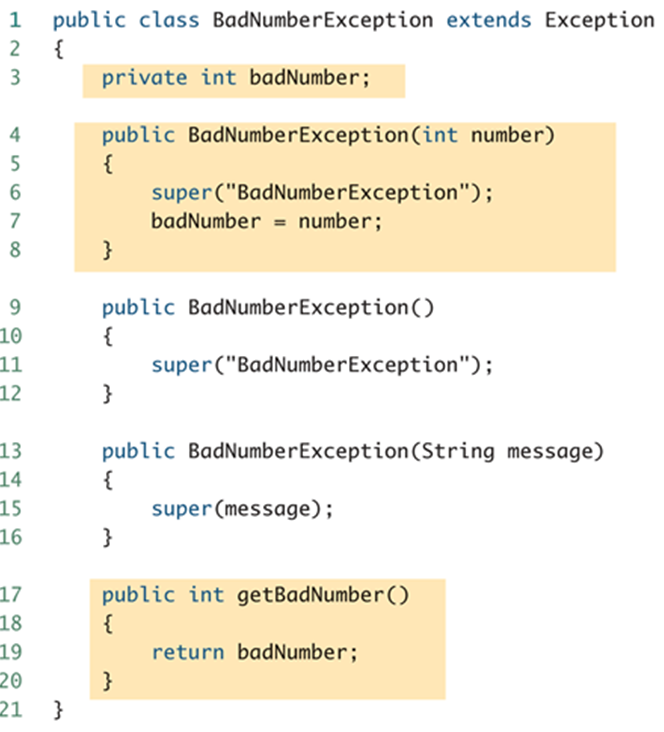 1 public class BadNumberException extends Exception
2 {
3 private int badNumber;
4 public BadNumberException(int number)
5 {
6 super("BadNumberException");
7 badNumber = number;
8 }
9 public BadNumberException()
10 {
11 super("BadNumberException");
12 }
13 public BadNumberException(String message)
14 {
15 super(message);
16 }
17 public int getBadNumber()
18 {
19 return badNumber;
20 }
21 }